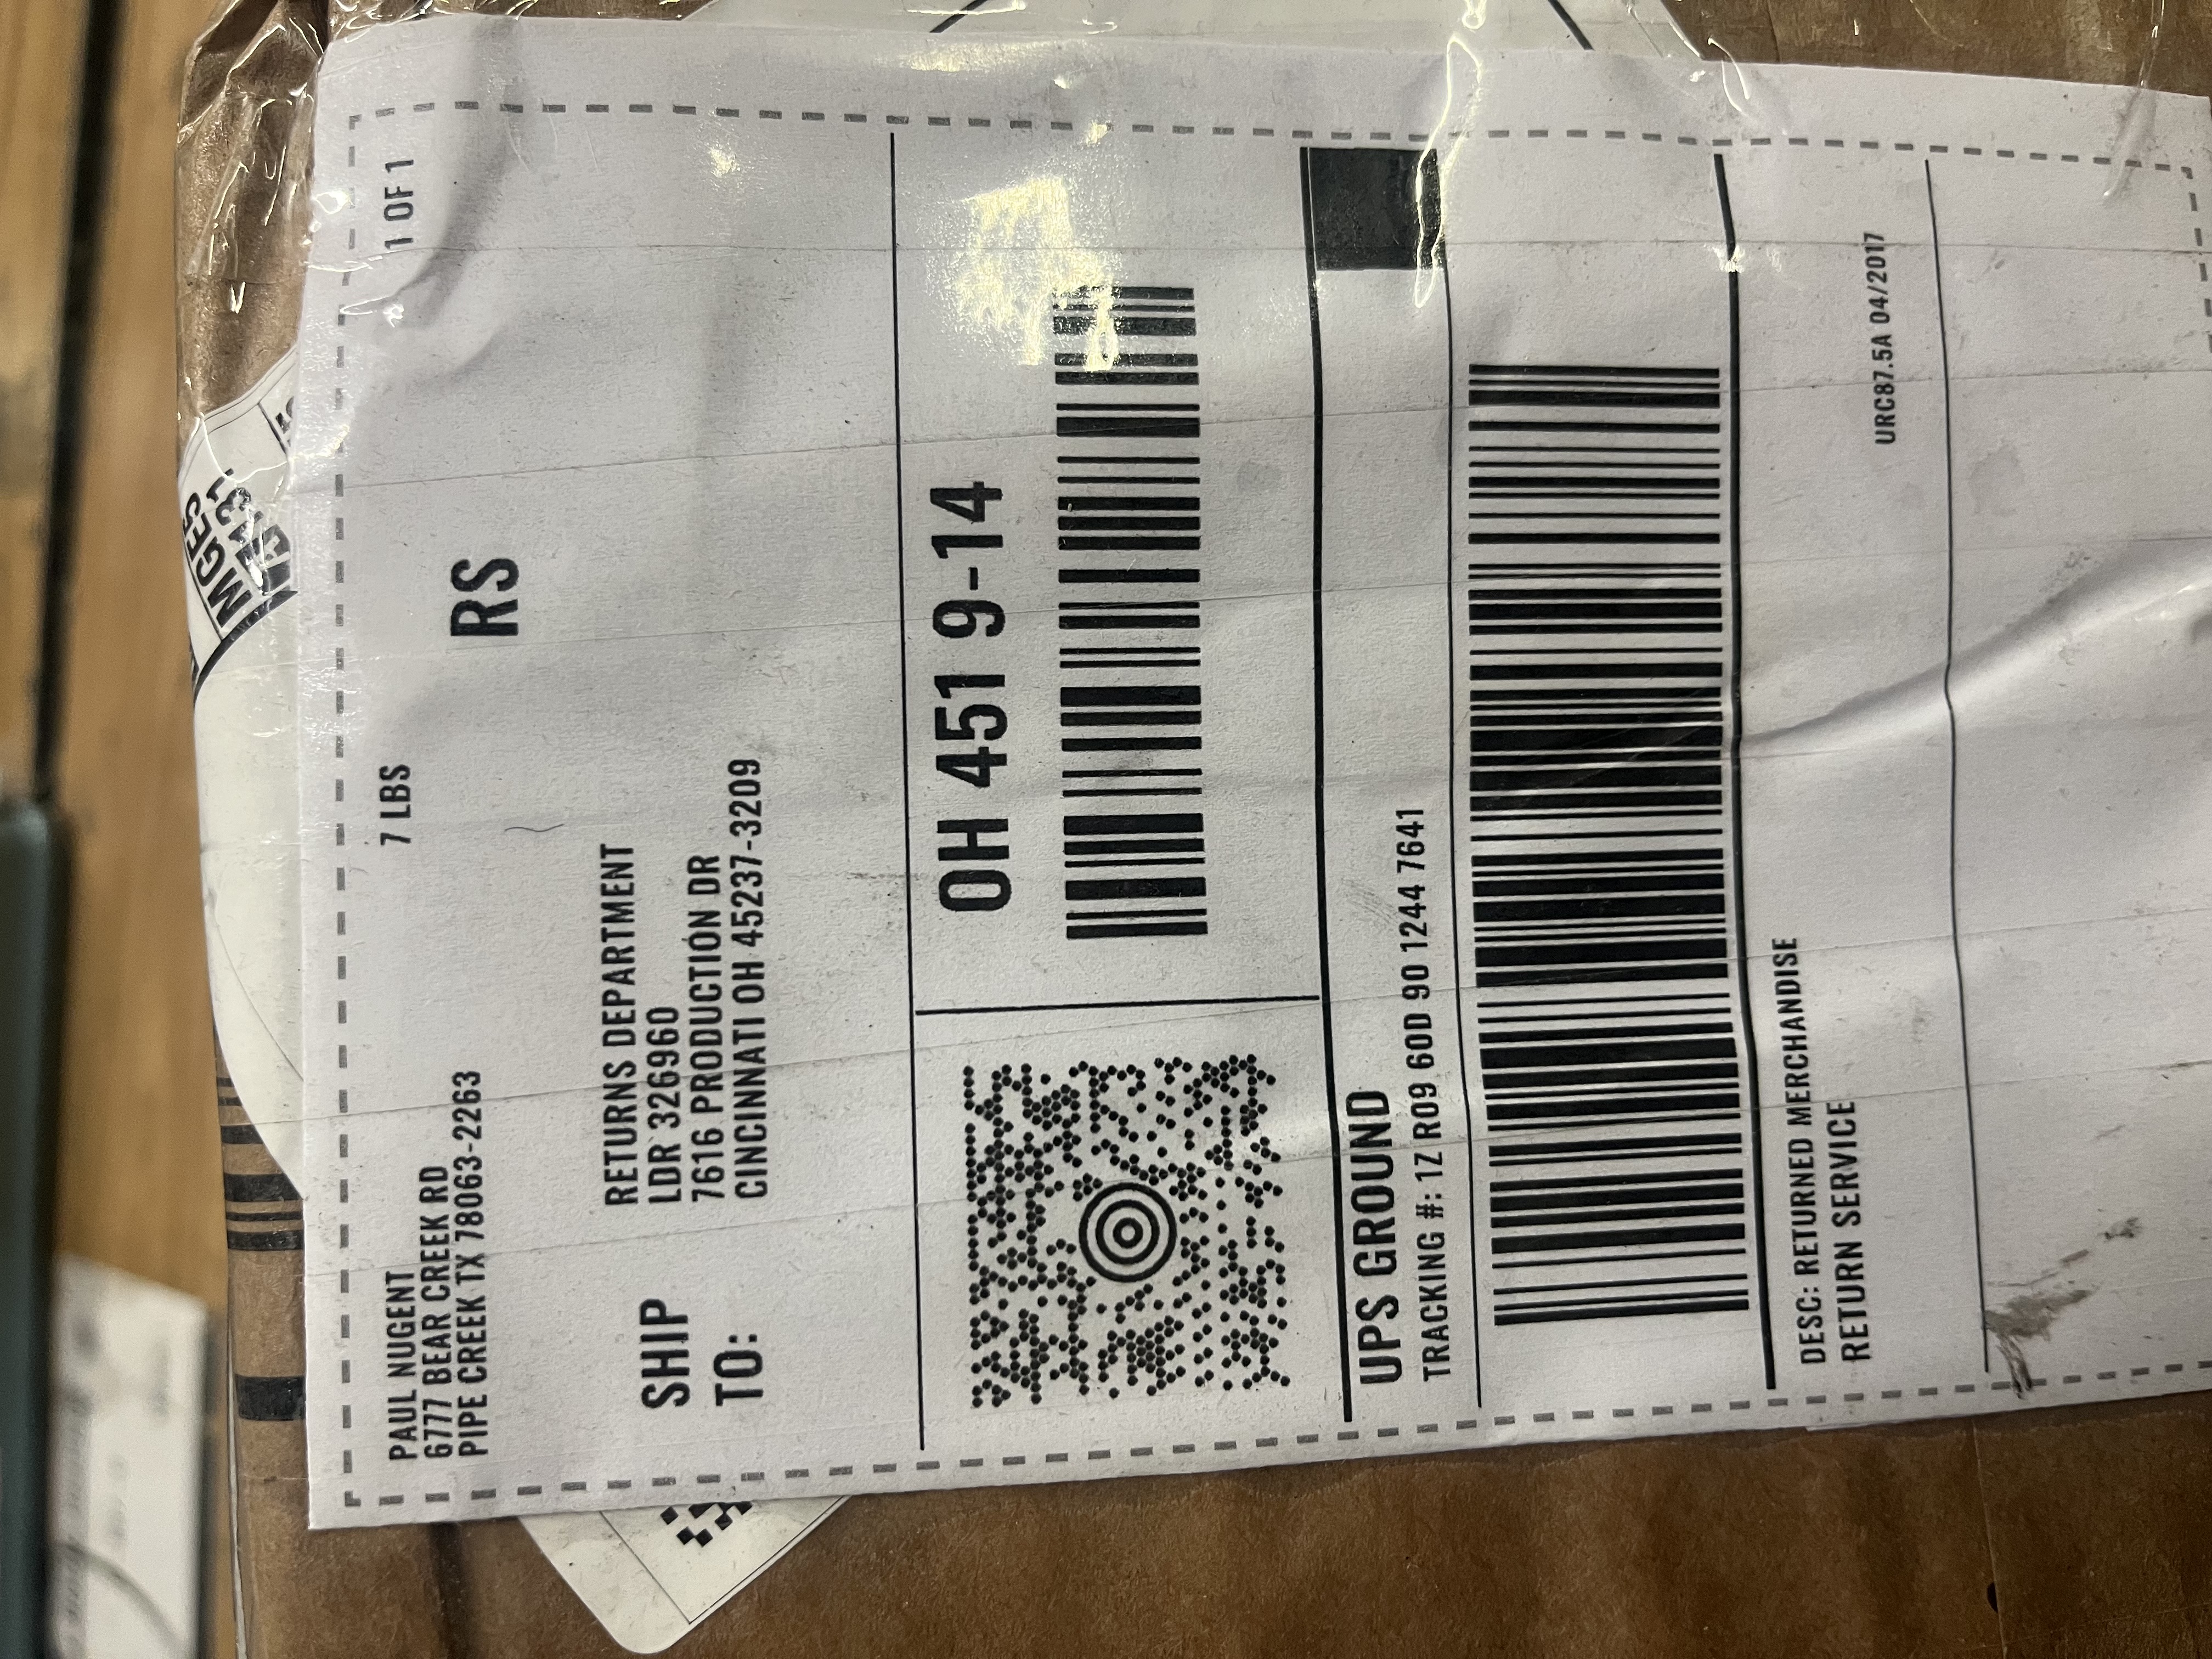 PAUL NUGENT
6777 BEAR CREEK RD
PIPE CREEK TX 78063-2263
7 LBS
1 OF 1
RS
SHIP
TO:
RETURNS DEPARTMENT
LDR 326960
7616 PRODUCTION DR
CINCINNATI OH 45237-3209
OH 451 9-14
UPS GROUND
TRACKING #: 1Z R09 60D 90 1244 7641
DESC: RETURNED MERCHANDISE
RETURN SERVICE
URC87.5A 04/2017
MGE5